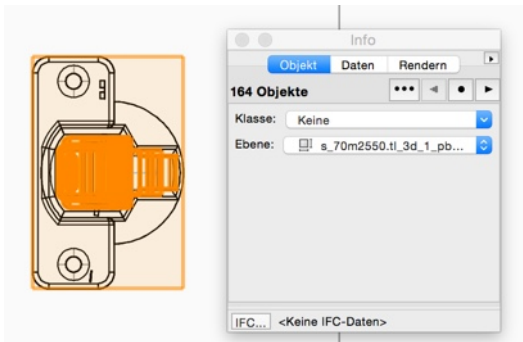 Info
Objekt Daten Rendern
164 Objekte
Klasse: Keine
Ebene: s_70m2550.tl_3d_1_pb...
IFC... <Keine IFC-Daten>